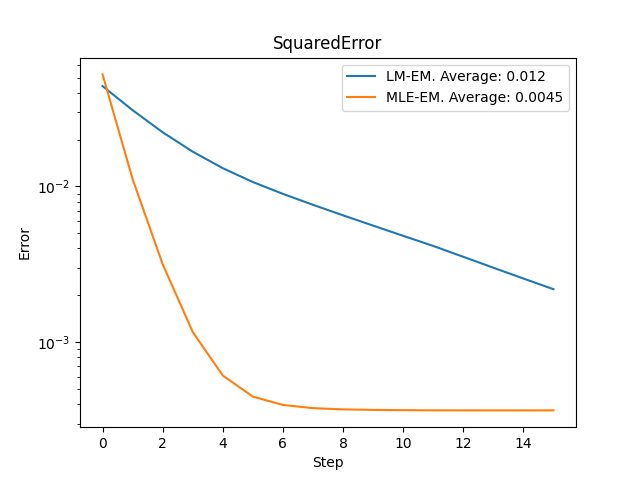 SquaredError
LM-EM. Average: 0.012
MLE-EM. Average: 0.0045
Error
10⁻²
10⁻³
0 2 4 6 8 10 12 14
Step